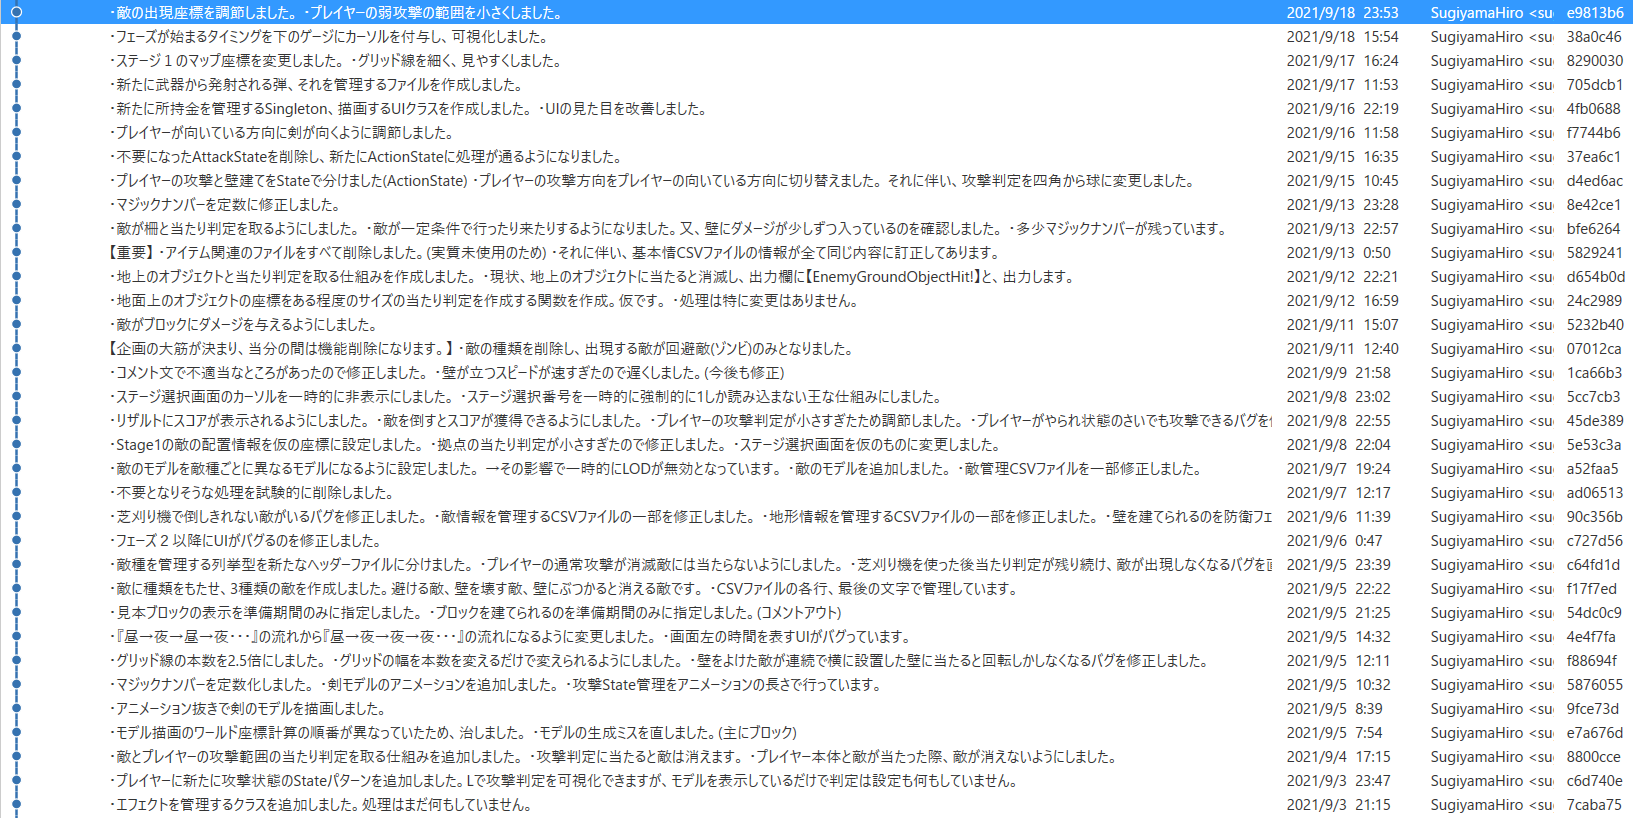 ・敵の出現座標を調節しました。 ・プレイヤーの弱攻撃の範囲を小さくしました。 2021/9/18 23:53 SugiyamaHiro <su e9813b6
・フェーズが始まるタイミングを下のゲージにカーソルを付与し、可視化しました。 2021/9/18 15:54 SugiyamaHiro <su 38a0c46
・ステージ１のマップ座標を変更しました。 ・グリッド線を細く、見やすくしました。 2021/9/17 16:24 SugiyamaHiro <su 8290030
・新たに武器から発射される弾、それを管理するファイルを作成しました。 2021/9/17 11:53 SugiyamaHiro <su 705dcb1
・新たに所持金を管理するSingleton、描画するUIクラスを作成しました。 ・UIの見た目を改善しました。 2021/9/16 22:19 SugiyamaHiro <su 4fb0688
・プレイヤーが向いている方向に剣が向くように調節しました。 2021/9/16 11:58 SugiyamaHiro <su f7744b6
・不要になったAttackStateを削除し、新たにActionStateに処理が通るようになりました。 2021/9/15 16:35 SugiyamaHiro <su 37ea6c1
・プレイヤーの攻撃と壁建てをStateで分けました(ActionState) ・プレイヤーの攻撃方向をプレイヤーの向いている方向に切り替えました。それに伴い、攻撃判定を四角から球に変更しました。 2021/9/15 10:45 SugiyamaHiro <su d4ed6ac
・マジックナンバーを定数に修正しました。 2021/9/13 23:28 SugiyamaHiro <su 8e42ce1
・敵が柵と当たり判定を取るようにしました。 ・敵が一定条件で行ったり来たりするようになりました。又、壁にダメージが少しずつ入っているのを確認しました。 ・多少マジックナンバーが残っています。 2021/9/13 22:57 SugiyamaHiro <su bfe6264
【重要】 ・アイテム関連のファイルをすべて削除しました。(実質未使用のため) ・それに伴い、基本情CSVファイルの情報が全て同じ内容に訂正してあります。 2021/9/13 0:50 SugiyamaHiro <su 5829241
・地上のオブジェクトと当たり判定を取る仕組みを作成しました。 ・現状、地上のオブジェクトに当たると消滅し、出力欄に【EnemyGroundObjectHit!】と、出力します。 2021/9/12 22:21 SugiyamaHiro <su d654b0d
・地面上のオブジェクトの座標をある程度のサイズの当たり判定を作成する関数を作成。仮です。 ・処理は特に変更はありません。 2021/9/12 16:59 SugiyamaHiro <su 24c2989
・敵がブロックにダメージを与えるようにしました。 2021/9/11 15:07 SugiyamaHiro <su 5232b40
【企画の大筋が決まり、当分の間は機能削除になります。】 ・敵の種類を削除し、出現する敵が回避敵(ゾンビ)のみとなりました。 2021/9/11 12:40 SugiyamaHiro <su 07012ca
・コメント文で不適当なところがあったので修正しました。 ・壁が立つスピードが速すぎたので遅くしました。(今後も修正) 2021/9/9 21:58 SugiyamaHiro <su 1ca66b3
・ステージ選択画面のカーソルを一時的に非表示にしました。 ・ステージ選択番号を一時的に強制的に1しか読み込まない王な仕組みにしました。 2021/9/8 23:02 SugiyamaHiro <su 5cc7cb3
・リザルトにスコアが表示されるようにしました。 ・敵を倒すとスコアが獲得できるようにしました。 ・プレイヤーの攻撃判定が小さすぎたため調節しました。 ・プレイヤーがやられ状態のさいでも攻撃できるバグを 2021/9/8 22:55 SugiyamaHiro <su 45de389
・Stage1の敵の配置情報を仮の座標に設定しました。 ・拠点の当たり判定が小さすぎたので修正しました。 ・ステージ選択画面を仮のものに変更しました。 2021/9/8 22:04 SugiyamaHiro <su 5e53c3a
・敵のモデルを敵種ごとに異なるモデルになるように設定しました。 →その影響で一時的にLODが無効となっています。 ・敵のモデルを追加しました。 ・敵管理CSVファイルを一部修正しました。 2021/9/7 19:24 SugiyamaHiro <su a52faa5
・不要となりそうな処理を試験的に削除しました。 2021/9/7 12:17 SugiyamaHiro <su ad06513
・芝刈り機で倒しきれない敵がいるバグを修正しました。 ・敵情報を管理するCSVファイルの一部を修正しました。 ・地形情報を管理するCSVファイルの一部を修正しました。 ・壁を建てられるのを防衛フェ 2021/9/6 11:39 SugiyamaHiro <su 90c356b
・フェーズ２以降にUIがバグるのを修正しました。 2021/9/6 0:47 SugiyamaHiro <su c727d56
・敵種を管理する列挙型を新たなヘッダーファイルに分けました。 ・プレイヤーの通常攻撃が消滅敵には当たらないようにしました。 ・芝刈り機を使った後当たり判定が残り続け、敵が出現しなくなるバグを 2021/9/5 23:39 SugiyamaHiro <su c64fd1d
・敵に種類をもたせ、3種類の敵を作成しました。避ける敵、壁を壊す敵、壁にぶつかると消える敵です。 ・CSVファイルの各行、最後の文字で管理しています。 2021/9/5 22:22 SugiyamaHiro <su f17f7ed
・見本ブロックの表示を準備期間のみに指定しました。 ・ブロックを建てられるのを準備期間のみに指定しました。(コメントアウト) 2021/9/5 21:25 SugiyamaHiro <su 54dc0c9
・『昼→夜→昼→夜・・・』の流れから『昼→夜→夜→夜・・・』の流れになるように変更しました。 ・画面左の時間を表すUIがバグっています。 2021/9/5 14:32 SugiyamaHiro <su 4e4f7fa
・グリッド線の本数を2.5倍にしました。 ・グリッドの幅を本数を変えるだけで変えられるようにしました。 ・壁をよけた敵が連続で横に設置した壁に当たると回転しかしなくなるバグを修正しました。 2021/9/5 12:11 SugiyamaHiro <su f88694f
・マジックナンバーを定数化しました。 ・剣モデルのアニメーションを追加しました。 ・攻撃State管理をアニメーションの長さで行っています。 2021/9/5 10:32 SugiyamaHiro <su 5876055
・アニメーション抜きで剣のモデルを描画しました。 2021/9/5 8:39 SugiyamaHiro <su 9fce73d
・モデル描画のワールド座標計算の順番が異なっていたため、治しました。 ・モデルの生成ミスを直しました。(主にブロック) 2021/9/5 7:54 SugiyamaHiro <su e7a676d
・敵とプレイヤーの攻撃範囲の当たり判定を取る仕組みを追加しました。 ・攻撃判定に当たると敵は消えます。 ・プレイヤー本体と敵が当たった際、敵が消えないようにしました。 2021/9/4 17:15 SugiyamaHiro <su 8800cce
・プレイヤーに新たに攻撃状態のStateパターンを追加しました。Lで攻撃判定を可視化できますが、モデルを表示しているだけで判定は設定も何もしていません。 2021/9/3 23:47 SugiyamaHiro <su c6d740e
・エフェクトを管理するクラスを追加しました。処理はまだ何もしていません。 2021/9/3 21:15 SugiyamaHiro <su 7caba75